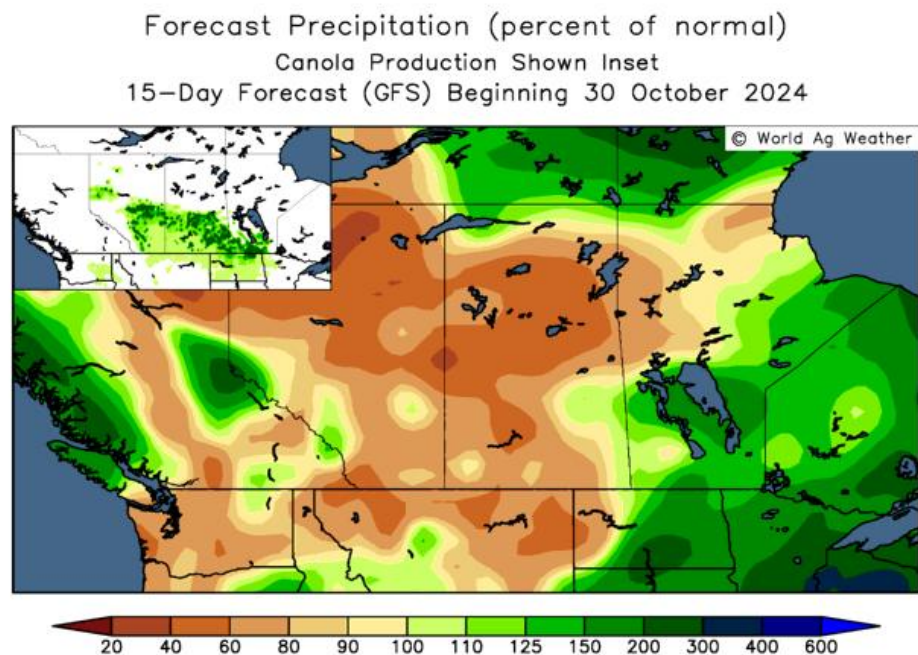 Forecast Precipitation (percent of normal)
Canola Production Shown Inset
15-Day Forecast (GFS) Beginning 30 October 2024
© World Ag Weather
20 40 60 80 90 100 110 125 150 200 300 400 600